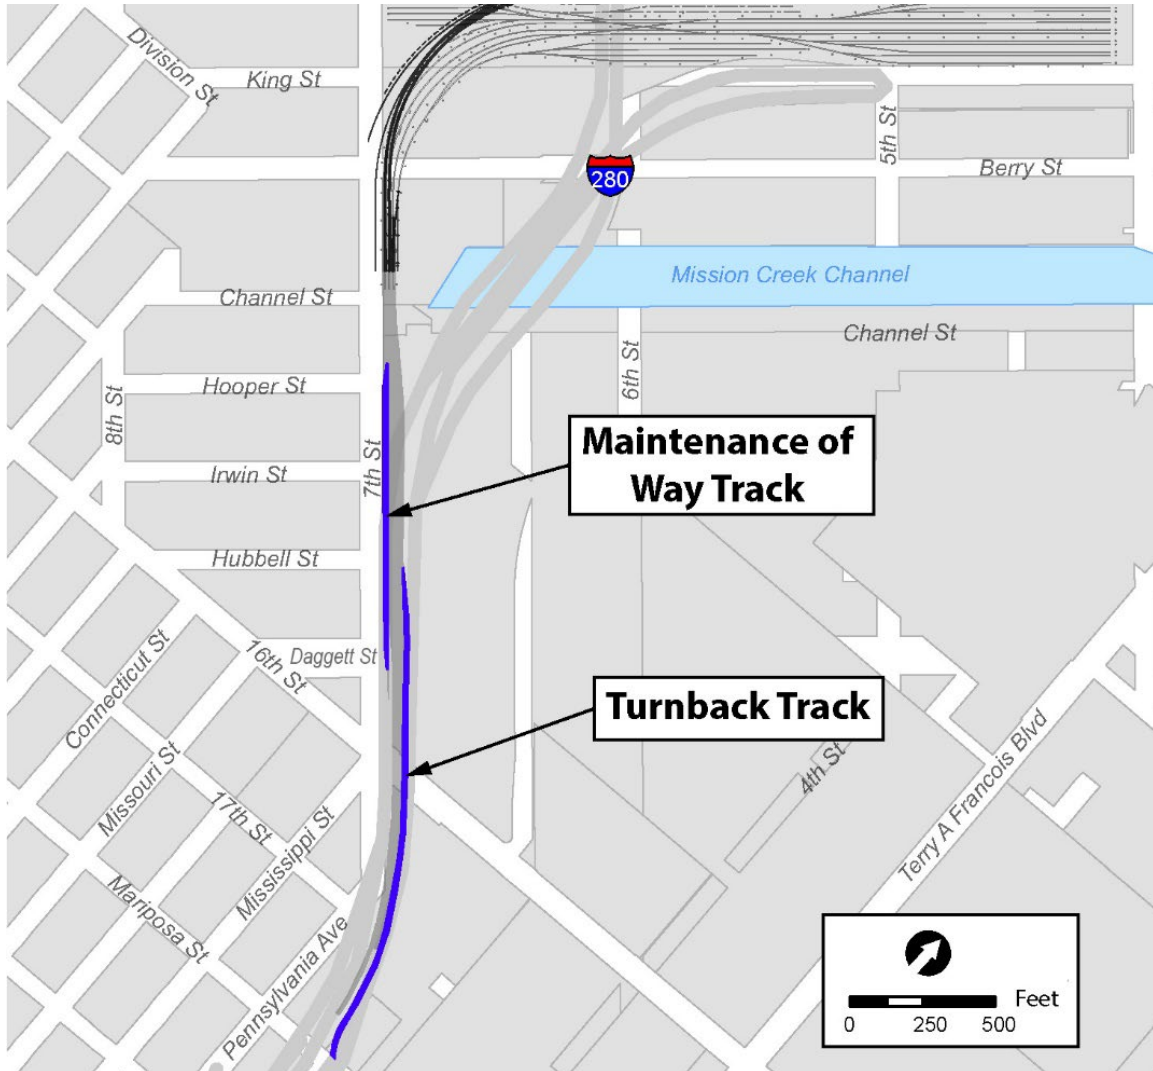 Division St
King St
5th St
280
Berry St
Mission Creek Channel
Channel St
Channel St
6th St
Hooper St
8th St
7th St
Maintenance of
Way Track
Irwin St
Hubbell St
16th St
Daggett St
Connecticut St
Turnback Track
Missouri St
17th St
4th St
Terry A Francois Blvd
Mississippi St
Mariposa St
Pennsylvania Ave
Feet
0 250 500